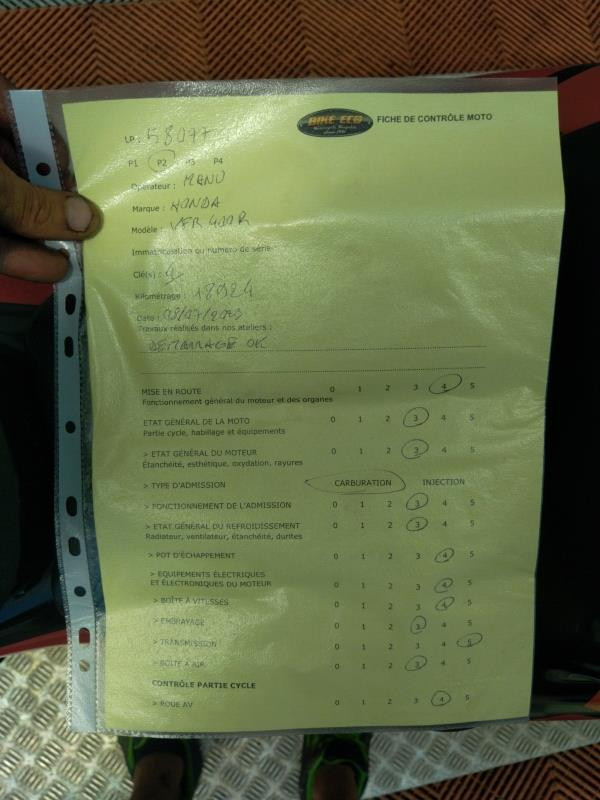 BIKE ECO
FICHE DE CONTRÔLE MOTO
LP : 58077
P1 P2 P3 P4
Opérateur : MANU
Marque : HONDA
Modèle : VFR 400R
Immatriculation ou numéro de série
Clé(s) :
Kilométrage : 18924
Date :
Travaux réalisés dans nos ateliers :
DEMARRAGE OK
MISE EN ROUTE 0 1 2 3 4 5
Fonctionnement général du moteur et des organes
ETAT GÉNÉRAL DE LA MOTO 0 1 2 3 4 5
Partie cycle, habillage et équipements
> ETAT GÉNÉRAL DU MOTEUR 0 1 2 3 4 5
Étanchéité, esthétique, oxydation, rayures
> TYPE D'ADMISSION CARBURATION INJECTION
> FONCTIONNEMENT DE L'ADMISSION 0 1 2 3 4 5
> ETAT GÉNÉRAL DU REFROIDISSEMENT 0 1 2 3 4 5
Radiateur, ventilateur, étanchéité, durites
> POT D'ÉCHAPPEMENT 0 1 2 3 4 5
> EQUIPEMENTS ÉLECTRIQUES
ET ÉLECTRONIQUES DU MOTEUR 0 1 2 3 4 5
> BOÎTE À VITESSES 0 1 2 3 4 5
> EMBRAYAGE 0 1 2 3 4 5
> TRANSMISSION 0 1 2 3 4 5
> BOÎTE À AIR 0 1 2 3 4 5
CONTRÔLE PARTIE CYCLE
> ROUE AV 0 1 2 3 4 5